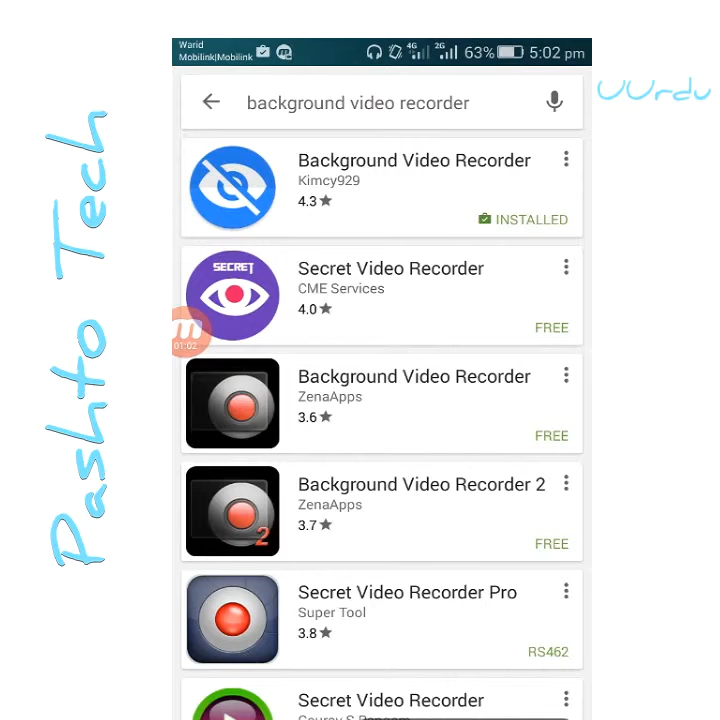 Warid
Mobilink|Mobilink
4G
2G
63%
5:02 pm
Pashto Tech
UUrdu
background video recorder
Background Video Recorder
Kimcy929
4.3★
INSTALLED
SECRET
Secret Video Recorder
CME Services
4.0★
FREE
01:02
Background Video Recorder
ZenaApps
3.6★
FREE
2
Background Video Recorder 2
ZenaApps
3.7★
FREE
Secret Video Recorder Pro
Super Tool
3.8★
RS462
Secret Video Recorder